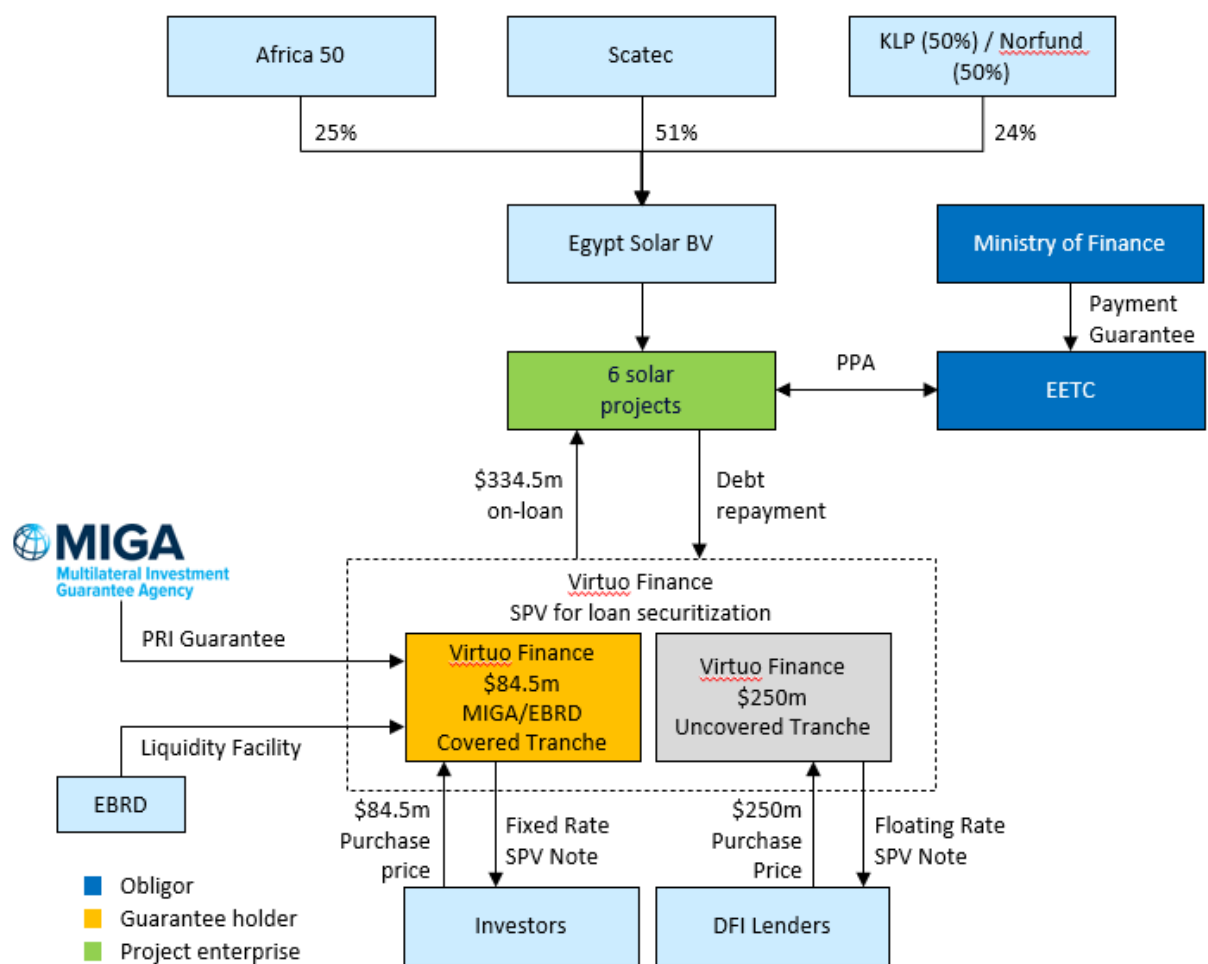 Africa 50
Scatec
KLP (50%) / Norfund
(50%)
25%
51%
24%
Egypt Solar BV
Ministry of Finance
Payment
Guarantee
6 solar
projects
PPA
EETC
$334.5m
on-loan
Debt
repayment
MIGA
Multilateral Investment
Guarantee Agency
Virtuo Finance
SPV for loan securitization
PRI Guarantee
Virtuo Finance
$84.5m
MIGA/EBRD
Covered Tranche
Virtuo Finance
$250m
Uncovered Tranche
Liquidity Facility
EBRD
$84.5m
Purchase
price
Fixed Rate
SPV Note
$250m
Purchase
Price
Floating Rate
SPV Note
Obligor
Guarantee holder
Project enterprise
Investors
DFI Lenders